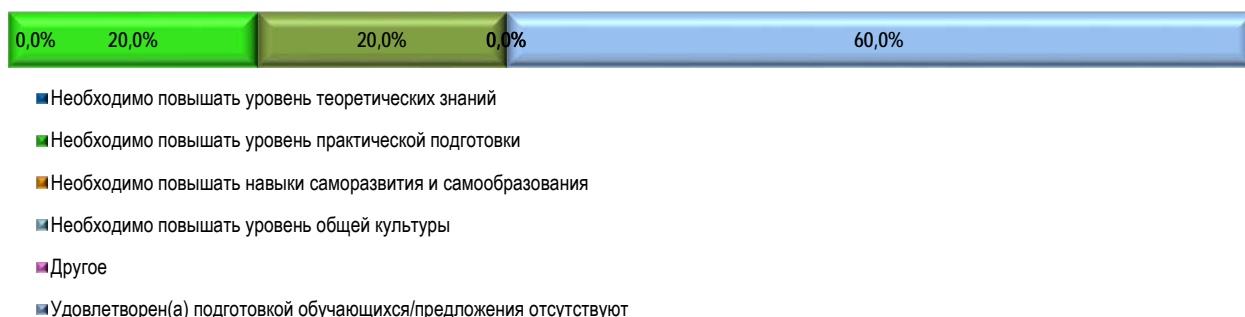 0,0% 20,0% 20,0% 0,0% 60,0%
Необходимо повышать уровень теоретических знаний
Необходимо повышать уровень практической подготовки
Необходимо повышать навыки саморазвития и самообразования
Необходимо повышать уровень общей культуры
Другое
Удовлетворен(а) подготовкой обучающихся/предложения отсутствуют